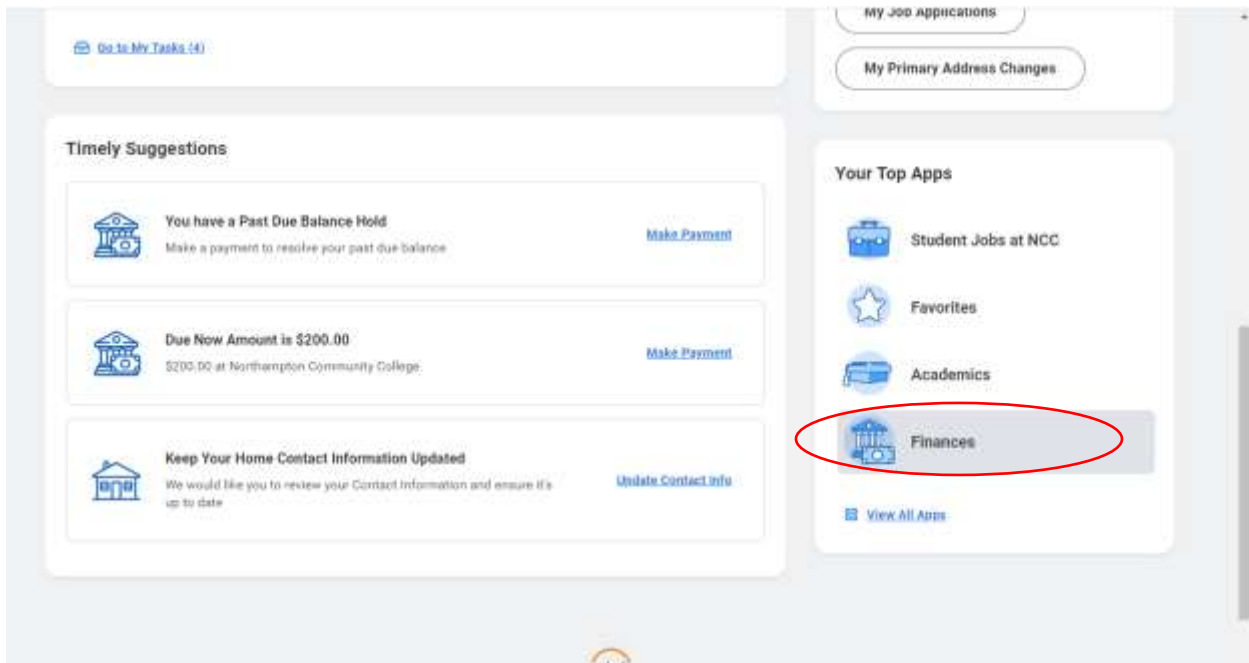 Go to My Tasks (4)
Timely Suggestions
You have a Past Due Balance Hold
Make a payment to resolve your past due balance
Make Payment
Due Now Amount is $200.00
$200.00 at Northampton Community College
Make Payment
Keep Your Home Contact Information Updated
We would like you to review your Contact Information and ensure it's
up to date
Update Contact Info
My Job Applications
My Primary Address Changes
Your Top Apps
Student Jobs at NCC
Favorites
Academics
Finances
View All Apps